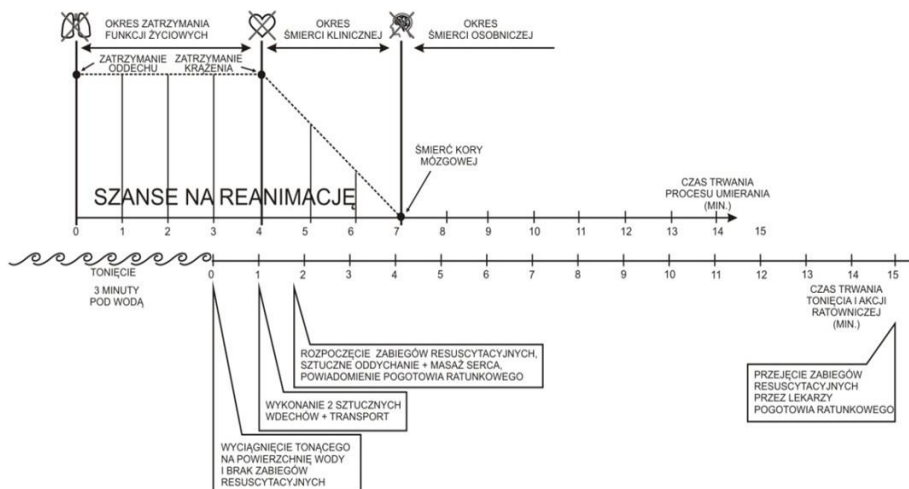 OKRES ZATRZYMANIA
FUNKCJI ŻYCIOWYCH
OKRES
ŚMIERCI KLINICZNEJ
OKRES
ŚMIERCI OSOBNICZEJ
ZATRZYMANIE
ODDECHU
ZATRZYMANIE
KRĄŻENIA
ŚMIERĆ KORY
MÓZGOWEJ
SZANSE NA REANIMACJĘ
CZAS TRWANIA
PROCESU UMIERANIA
(MIN.)
0 1 2 3 4 5 6 7 8 9 10 11 12 13 14 15
0 1 2 3 4 5 6 7 8 9 10 11 12 13 14 15
TONIĘCIE
3 MINUTY
POD WODĄ
CZAS TRWANIA
TONIĘCIA I AKCJI
RATOWNICZEJ
(MIN.)
ROZPOCZĘCIE ZABIEGÓW RESUSCYTACYJNYCH,
SZTUCZNE ODDYCHANIE + MASAŻ SERCA,
POWIADOMIENIE POGOTOWIA RATUNKOWEGO
PRZEJĘCIE ZABIEGÓW
RESUSCYTACYJNYCH
PRZEZ LEKARZY
POGOTOWIA RATUNKOWEGO
WYKONANIE 2 SZTUCZNYCH
WDECHÓW + TRANSPORT
WYCIĄGNIĘCIE TONĄCEGO
NA POWIERZCHNIĘ WODY
I BRAK ZABIEGÓW
RESUSCYTACYJNYCH